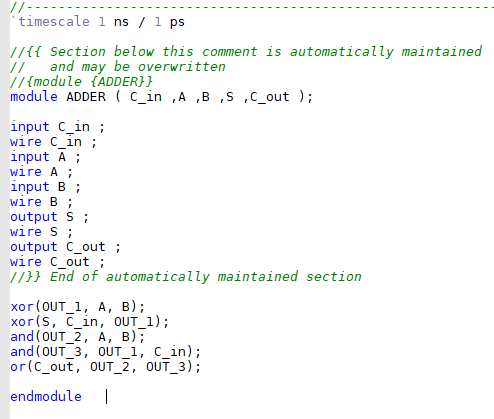 //-----------------------------------------------------------
`timescale 1 ns / 1 ps
//{{ Section below this comment is automatically maintained
//   and may be overwritten
//{module {ADDER}}
module ADDER ( C_in ,A ,B ,S ,C_out );
input C_in ;
wire C_in ;
input A ;
wire A ;
input B ;
wire B ;
output S ;
wire S ;
output C_out ;
wire C_out ;
//}} End of automatically maintained section
xor(OUT_1, A, B);
xor(S, C_in, OUT_1);
and(OUT_2, A, B);
and(OUT_3, OUT_1, C_in);
or(C_out, OUT_2, OUT_3);
endmodule